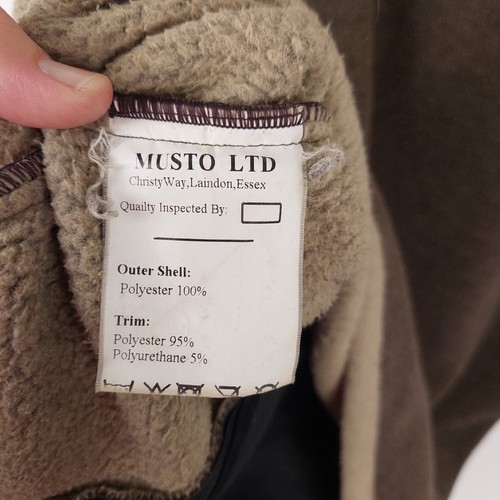 MUSTO LTD
ChristyWay,Laindon,Essex
Quailty Inspected By:
Outer Shell:
Polyester 100%
Trim:
Polyester 95%
Polyurethane 5%